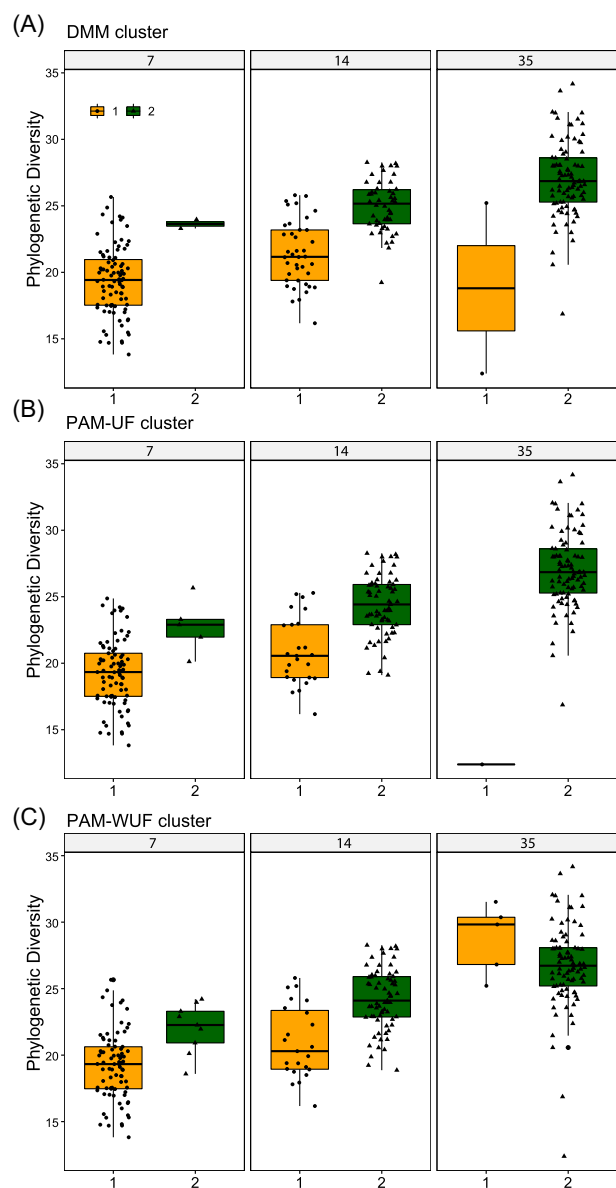 (A)
DMM cluster
7 14 35
Phylogenetic Diversity
35
30
25
20
15
1 2
1 2 1 2 1 2
(B)
PAM-UF cluster
7 14 35
Phylogenetic Diversity
35
30
25
20
15
1 2 1 2 1 2
(C)
PAM-WUF cluster
7 14 35
Phylogenetic Diversity
35
30
25
20
15
1 2 1 2 1 2